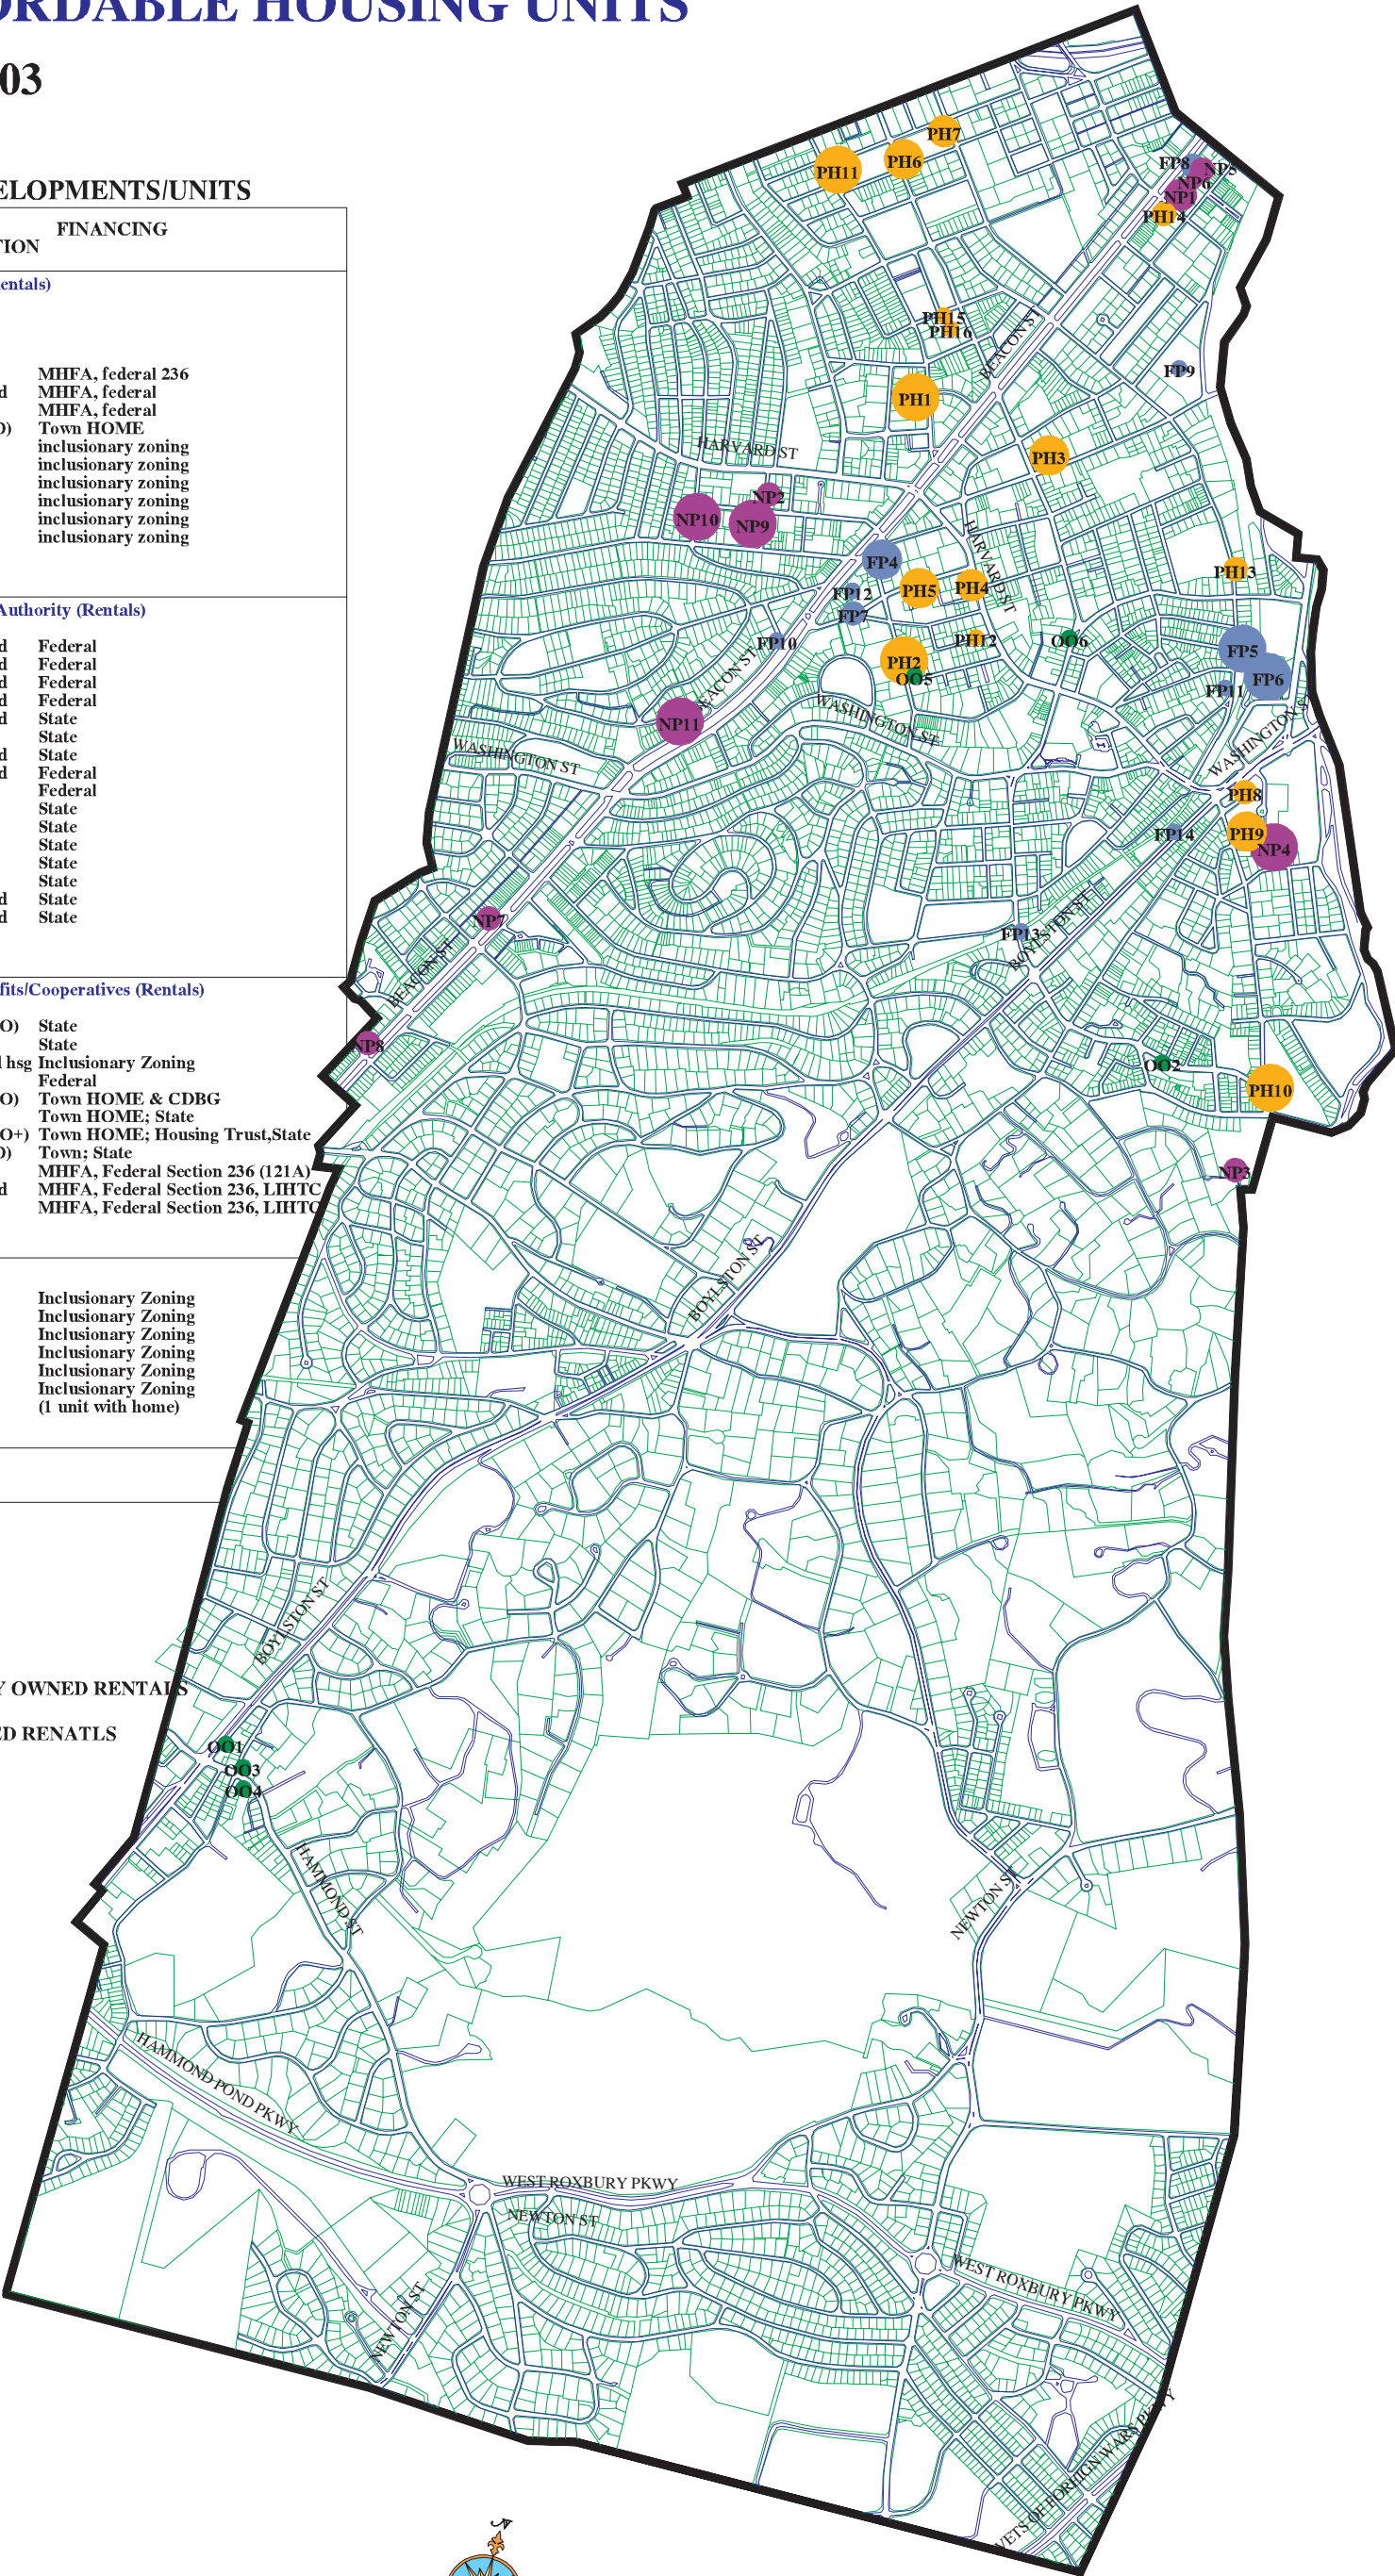 ORDABLE HOUSING UNITS
03
ELOPMENTS/UNITS
FINANCING
TION
entals)
MHFA, federal 236
d MHFA, federal
MHFA, federal
O) Town HOME
inclusionary zoning
inclusionary zoning
inclusionary zoning
inclusionary zoning
inclusionary zoning
inclusionary zoning
Authority (Rentals)
d Federal
d Federal
d Federal
d Federal
d State
State
d State
d Federal
Federal
State
State
State
State
State
d State
d State
fits/Cooperatives (Rentals)
O) State
State
l hsg Inclusionary Zoning
Federal
O) Town HOME & CDBG
Town HOME; State
O+) Town HOME; Housing Trust,State
O) Town; State
MHFA, Federal Section 236 (121A)
d MHFA, Federal Section 236, LIHTC
MHFA, Federal Section 236, LIHTC
Inclusionary Zoning
Inclusionary Zoning
Inclusionary Zoning
Inclusionary Zoning
Inclusionary Zoning
Inclusionary Zoning
(1 unit with home)
Y OWNED RENTALS
ED RENATLS
PH7
PH6
PH11
FP8
NP5
NP6
NP1
PH14
PH15
PH16
BEACON ST
FP9
PH1
HARVARD ST
PH3
NP2
NP10
NP9
HARVARD ST
FP4
PH13
PH5
PH4
FP12
FP7
FP10
PH12
OO6
FP5
PH2
OO5
FP6
FP11
BEACON ST
NP11
WASHINGTON ST
WASHINGTON ST
WASHINGTON ST
PH8
FP14
PH9
NP4
NP7
FP13
BOYLSTON ST
BEACON ST
NP8
OO2
PH10
NP3
BOYLSTON ST
BOYLSTON ST
OO1
OO3
OO4
HAMMOND ST
NEWTON ST
HAMMOND POND PKWY
WEST ROXBURY PKWY
NEWTON ST
WEST ROXBURY PKWY
NEWTON ST
VETS OF FOREIGN WARS PKWY
N